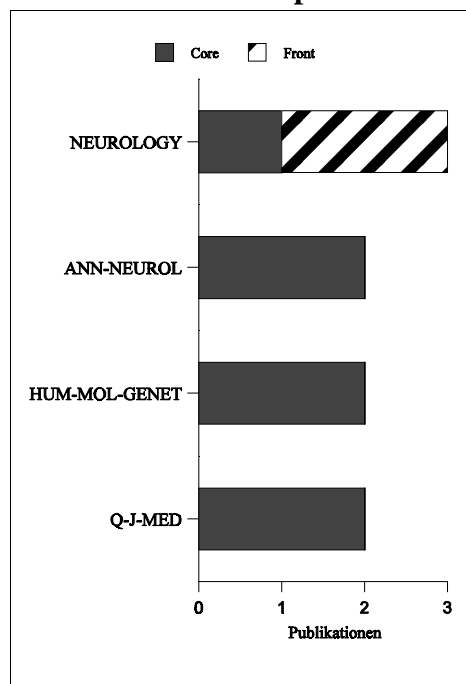 Core Front
NEUROLOGY
ANN-NEUROL
HUM-MOL-GENET
Q-J-MED
0 1 2 3
Publikationen